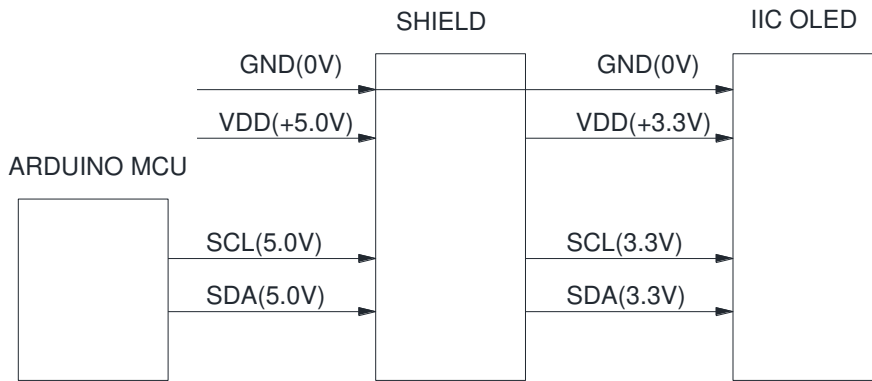 SHIELD
IIC OLED
GND(0V)
GND(0V)
VDD(+5.0V)
VDD(+3.3V)
ARDUINO MCU
SCL(5.0V)
SCL(3.3V)
SDA(5.0V)
SDA(3.3V)